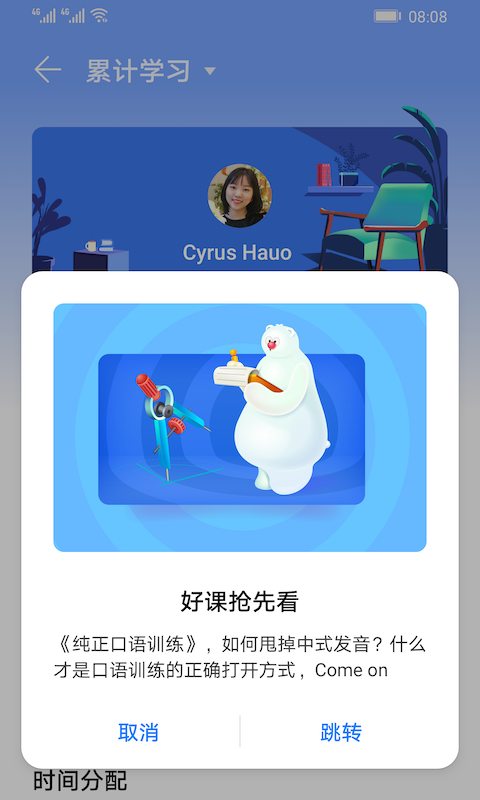 4G 4G 08:08
累计学习
Cyrus Hauo
好课抢先看
《纯正口语训练》，如何甩掉中式发音？什么
才是口语训练的正确打开方式，Come on
取消 跳转
时间分配